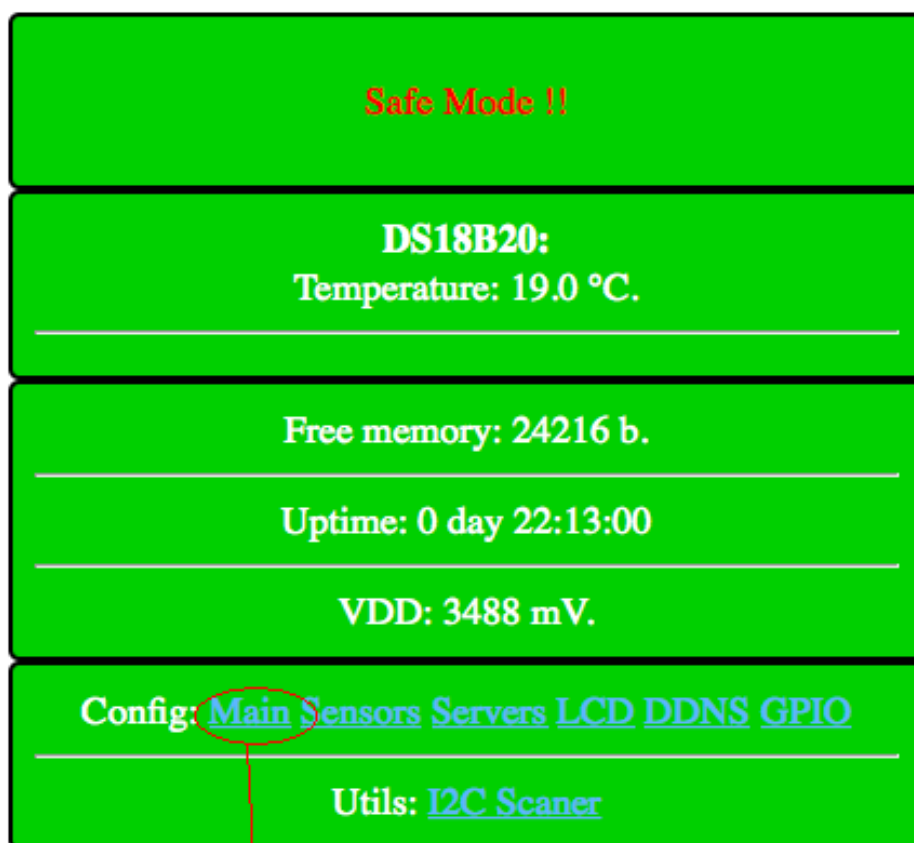 Safe Mode !!
DS18B20:
Temperature: 19.0 °C.
Free memory: 24216 b.
Uptime: 0 day 22:13:00
VDD: 3488 mV.
Config: Main Sensors Servers LCD DDNS GPIO
Utils: I2C Scaner